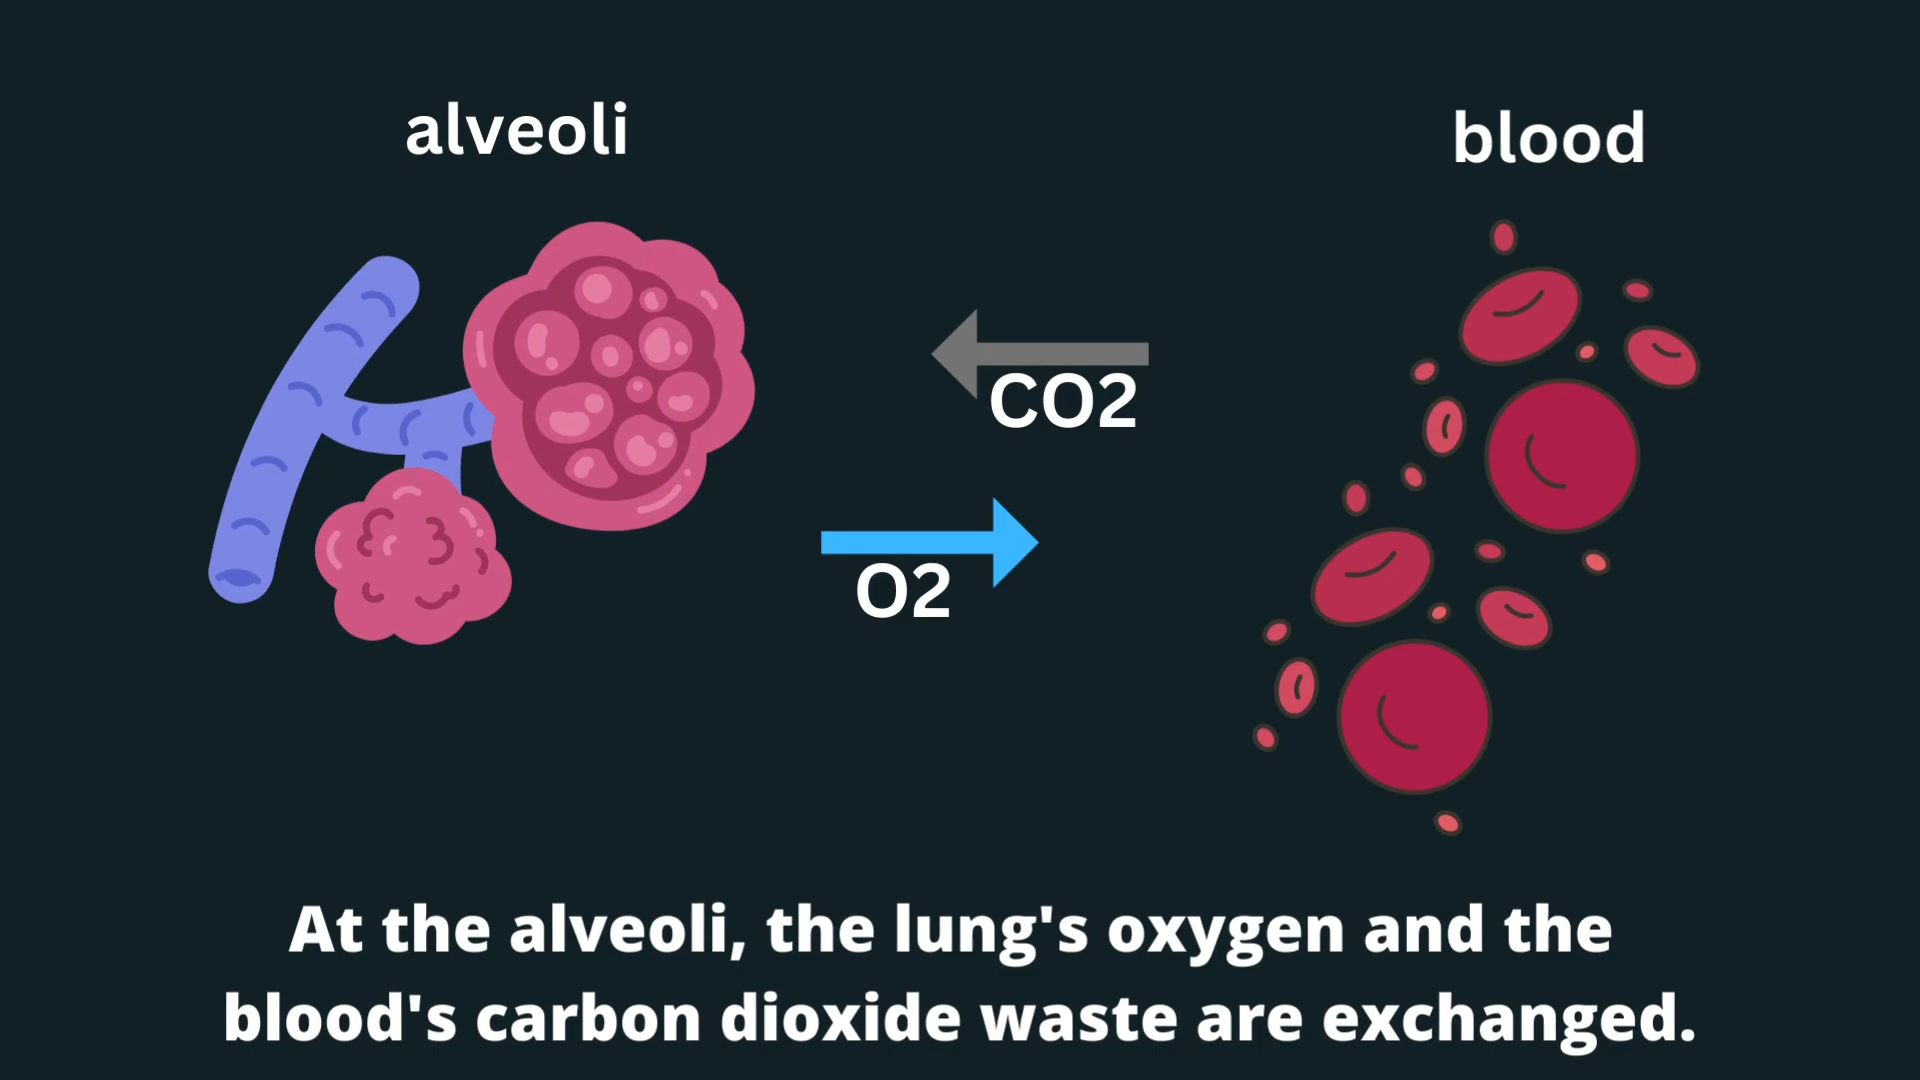 alveoli
blood
CO2
O2
At the alveoli, the lung's oxygen and the
blood's carbon dioxide waste are exchanged.